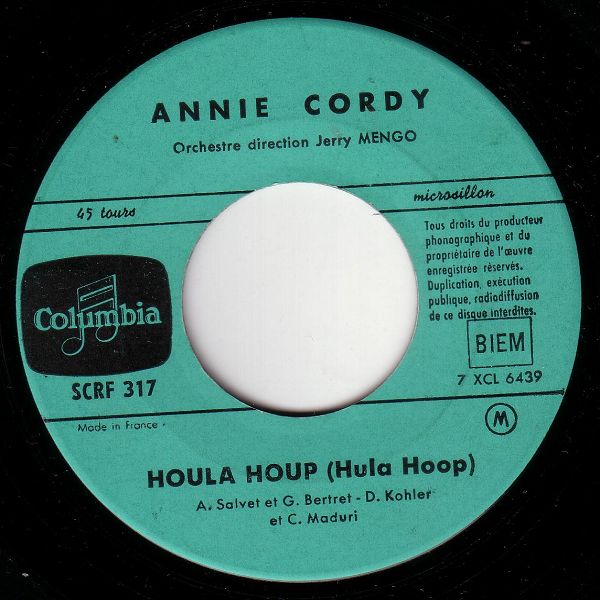 ANNIE CORDY
Orchestre direction Jerry MENGO
45 tours
microsillon
Tous droits du producteur
phonographique et du
propriétaire de l'œuvre
enregistrée réservés.
Duplication, exécution
publique, radiodiffusion
de ce disque interdites.
Columbia
BIEM
SCRF 317
7 XCL 6439
Made in France
M
HOULA HOUP (Hula Hoop)
A. Salvet et G. Bertret - D. Kohler
et C. Maduri